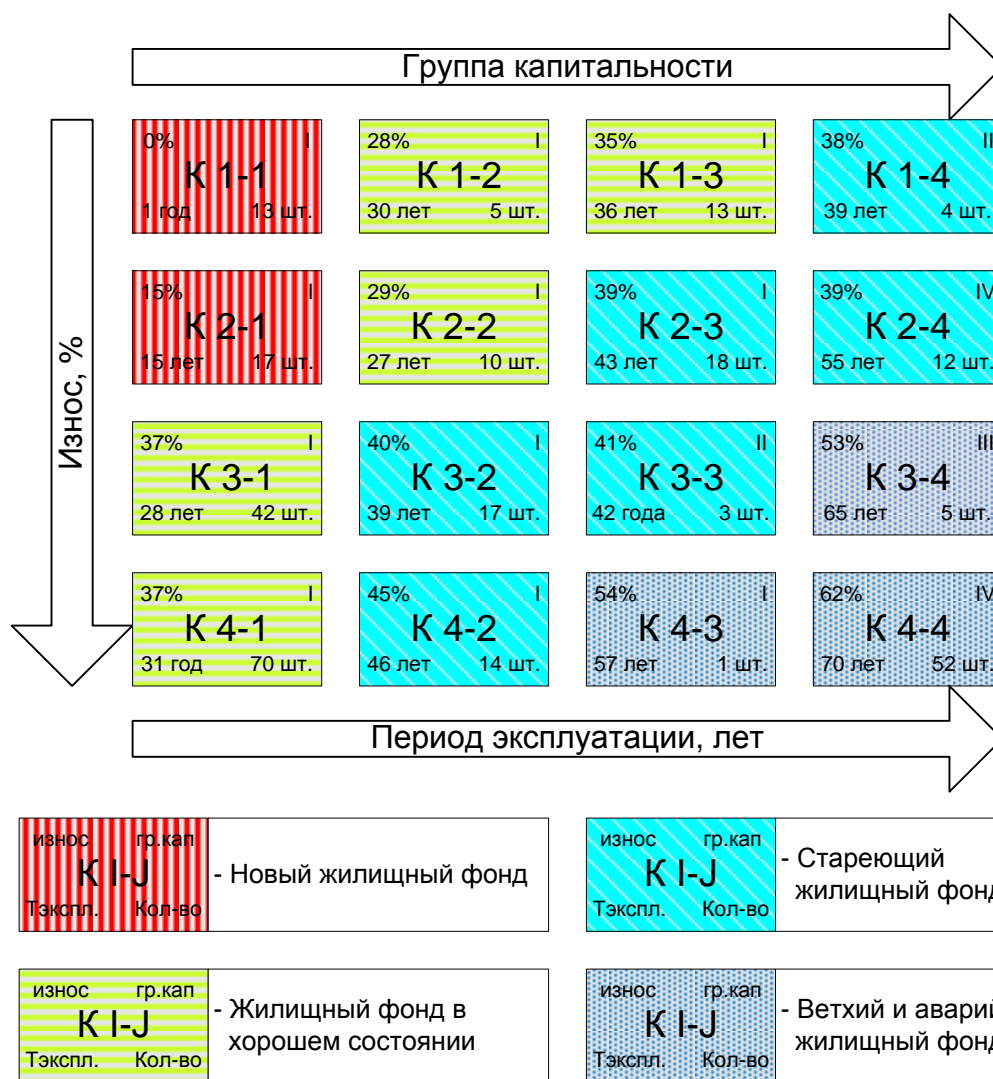 Группа капитальности
Износ, %
0% I
К 1-1
1 год 13 шт.
28% I
К 1-2
30 лет 5 шт.
35% I
К 1-3
36 лет 13 шт.
38% II
К 1-4
39 лет 4 шт.
15% I
К 2-1
15 лет 17 шт.
29% I
К 2-2
27 лет 10 шт.
39% I
К 2-3
43 лет 18 шт.
39% IV
К 2-4
55 лет 12 шт.
37% I
К 3-1
28 лет 42 шт.
40% I
К 3-2
39 лет 17 шт.
41% II
К 3-3
42 года 3 шт.
53% III
К 3-4
65 лет 5 шт.
37% I
К 4-1
31 год 70 шт.
45% I
К 4-2
46 лет 14 шт.
54% I
К 4-3
57 лет 1 шт.
62% IV
К 4-4
70 лет 52 шт.
Период эксплуатации, лет
износ гр.кап
К I-J
Тэкспл. Кол-во
- Новый жилищный фонд
износ гр.кап
К I-J
Тэкспл. Кол-во
- Стареющий
жилищный фонд
износ гр.кап
К I-J
Тэкспл. Кол-во
- Жилищный фонд в
хорошем состоянии
износ гр.кап
К I-J
Тэкспл. Кол-во
- Ветхий и аварий
жилищный фонд